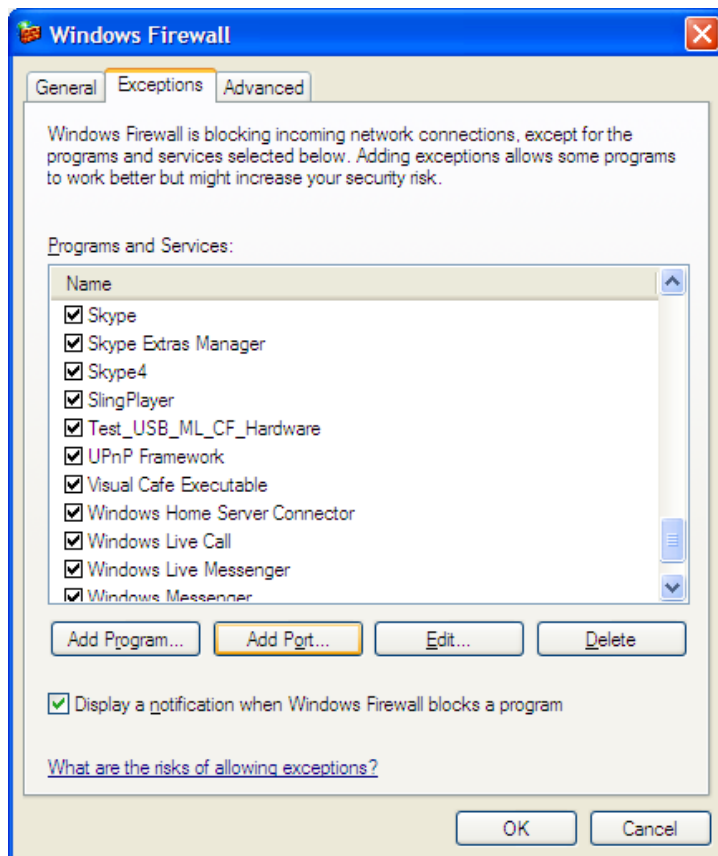 Windows Firewall
General Exceptions Advanced
Windows Firewall is blocking incoming network connections, except for the
programs and services selected below. Adding exceptions allows some programs
to work better but might increase your security risk.
Programs and Services:
Name
Skype
Skype Extras Manager
Skype4
SlingPlayer
Test_USB_ML_CF_Hardware
UPnP Framework
Visual Cafe Executable
Windows Home Server Connector
Windows Live Call
Windows Live Messenger
Windows Messenger
Add Program... Add Port... Edit... Delete
Display a notification when Windows Firewall blocks a program
What are the risks of allowing exceptions?
OK Cancel